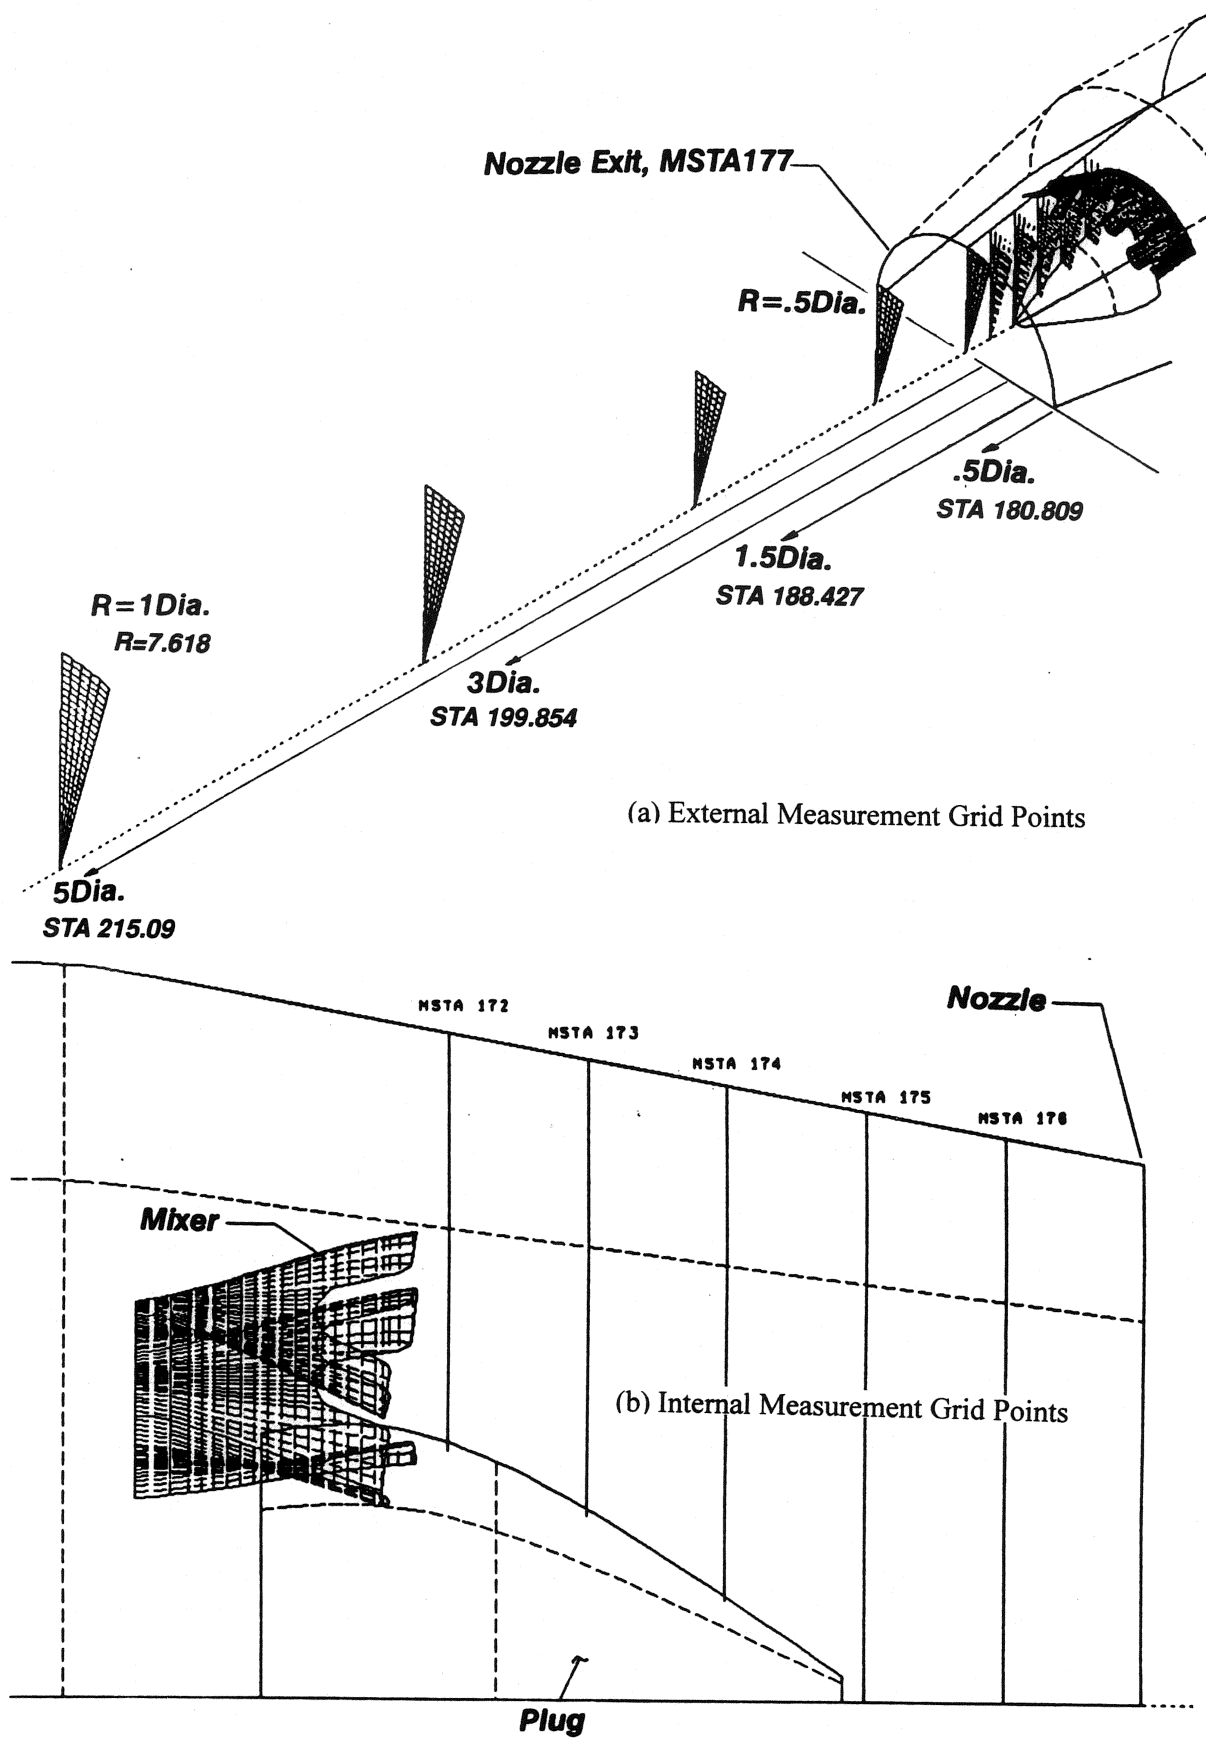 Nozzle Exit, MSTA177
R=.5Dia.
.5Dia.
STA 180.809
1.5Dia.
STA 188.427
R=1Dia.
R=7.618
3Dia.
STA 199.854
(a) External Measurement Grid Points
5Dia.
STA 215.09
Nozzle
MSTA 172
MSTA 173
MSTA 174
MSTA 175
MSTA 176
Mixer
(b) Internal Measurement Grid Points
Plug